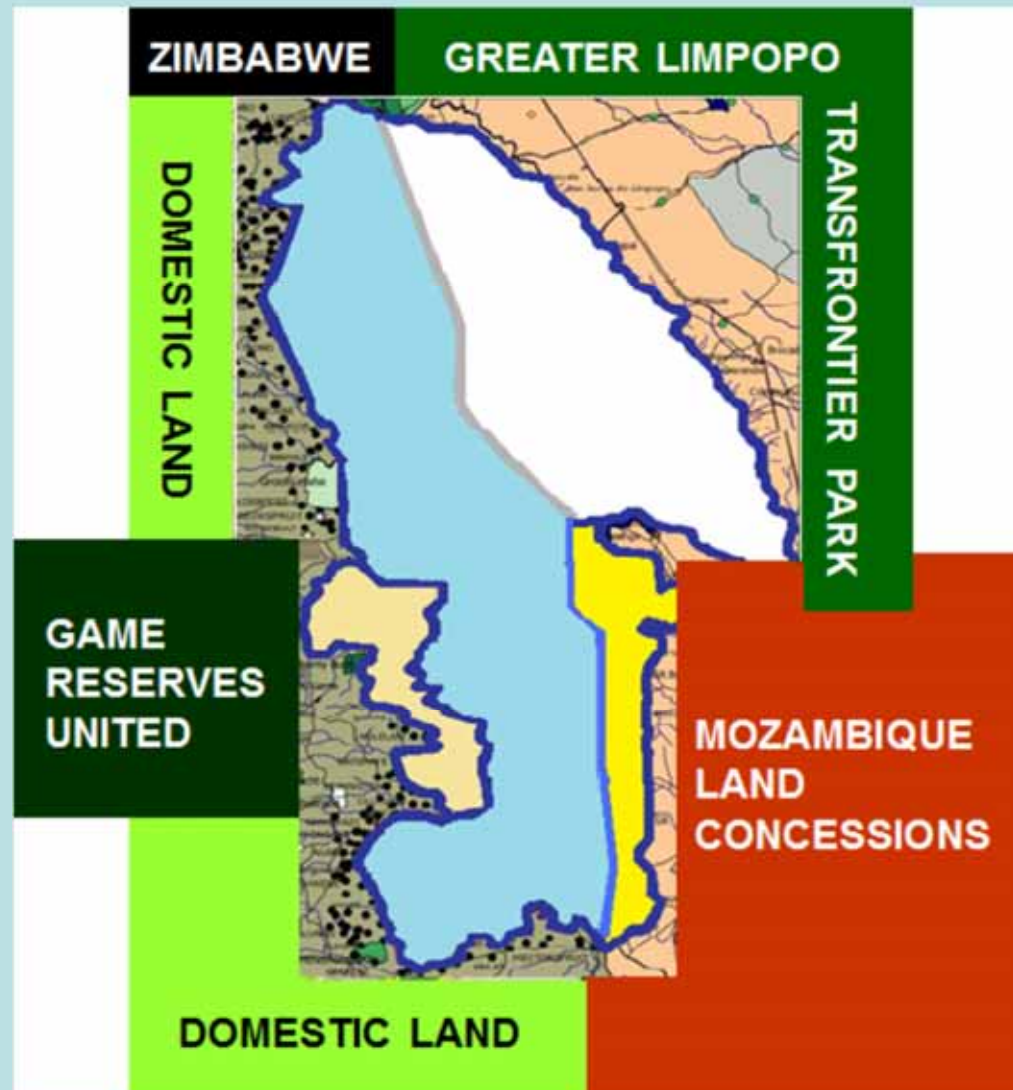 ZIMBABWE
GREATER LIMPOPO
TRANSFRONTIER PARK
DOMESTIC LAND
GAME
RESERVES
UNITED
MOZAMBIQUE
LAND
CONCESSIONS
DOMESTIC LAND